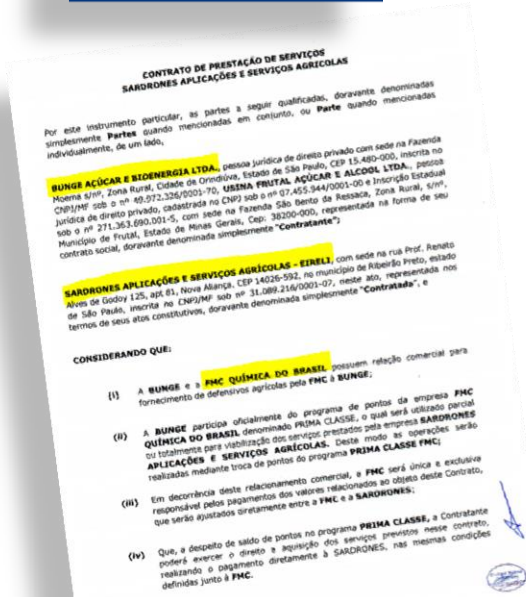 CONTRATO DE PRESTAÇÃO DE SERVIÇOS
SARDRONES APLICAÇÕES E SERVIÇOS AGRICOLAS
Por este instrumento particular, as partes a seguir qualificadas, doravante denominadas
simplesmente Partes quando mencionadas em conjunto, ou Parte quando mencionadas
individualmente, de um lado,
BUNGE AÇÚCAR E BIOENERGIA LTDA., pessoa jurídica de direito privado com sede na Fazenda
Moema s/nº, Zona Rural, Cidade de Orindiúva, Estado de São Paulo, CEP 15.480-000, inscrita no
CNPJ/MF sob o nº 49.972.326/0001-70, USINA FRUTAL AÇÚCAR E ALCOOL LTDA., pessoa
jurídica de direito privado, cadastrada no CNPJ sob o nº 07.455.944/0001-00 e Inscrição Estadual
sob o nº 271.363.690.001-5, com sede na Fazenda São Bento da Ressaca, Zona Rural, s/nº,
Município de Frutal, Estado de Minas Gerais, Cep: 38200-000, representada na forma de seu
contrato social, doravante denominada simplesmente "Contratante";
SARDRONES APLICAÇÕES E SERVIÇOS AGRÍCOLAS - EIRELI, com sede na rua Prof. Renato
Alves de Godoy 125, apt 81, Nova Aliança, CEP 14026-592, no município de Ribeirão Preto, estado
de São Paulo, inscrita no CNPJ/MF sob nº 31.089.216/0001-07, neste ato, representada nos
termos de seus atos constitutivos, doravante denominada simplesmente "Contratada", e
CONSIDERANDO QUE:
(i) A BUNGE e a FMC QUÍMICA DO BRASIL possuem relação comercial para
fornecimento de defensivos agrícolas pela FMC à BUNGE;
(ii) A BUNGE participa oficialmente do programa de pontos da empresa FMC
QUÍMICA DO BRASIL denominado PRIMA CLASSE, o qual será utilizado parcial
ou totalmente para viabilização dos serviços prestados pela empresa SARDRONES
APLICAÇÕES E SERVIÇOS AGRÍCOLAS. Deste modo as operações serão
realizadas mediante troca de pontos do programa PRIMA CLASSE FMC;
(iii) Em decorrência deste relacionamento comercial, a FMC será única e exclusiva
responsável pelos pagamentos dos valores relacionados ao objeto deste Contrato,
que serão ajustados diretamente entre a FMC e a SARDRONES;
(iv) Que, a despeito de saldo de pontos no programa PRIMA CLASSE, a Contratante
poderá exercer o direito a aquisição dos serviços previstos nesse contrato,
realizando o pagamento diretamente à SARDRONES, nas mesmas condições
definidas junto à FMC.